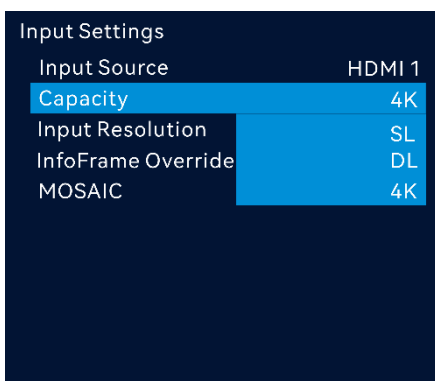 Input Settings
Input Source HDMI 1
Capacity 4K
Input Resolution SL
InfoFrame Override DL
MOSAIC 4K